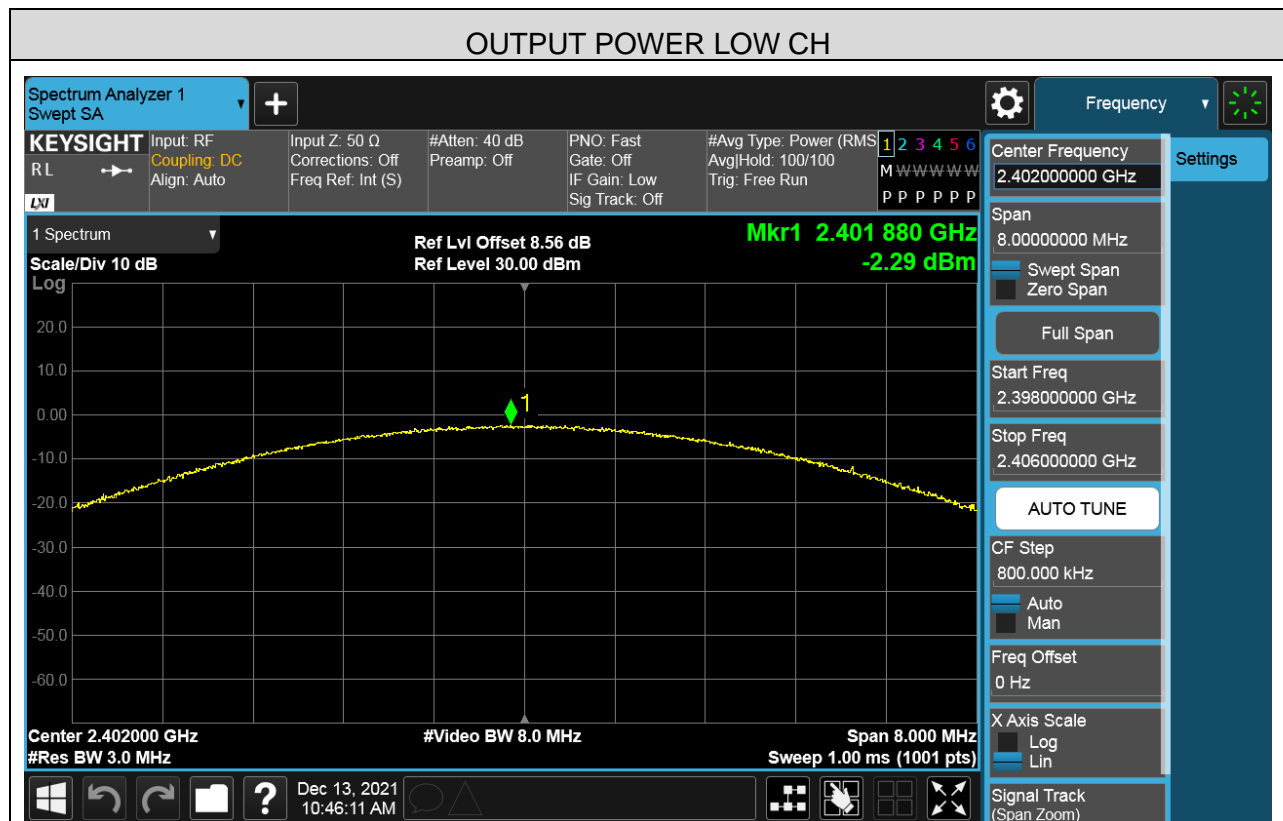 OUTPUT POWER LOW CH
Spectrum Analyzer 1
Swept SA
+
Frequency
KEYSIGHT
RL
LXI
Input: RF
Coupling: DC
Align: Auto
Input Z: 50 Ω
Corrections: Off
Freq Ref: Int (S)
#Atten: 40 dB
Preamp: Off
PNO: Fast
Gate: Off
IF Gain: Low
Sig Track: Off
#Avg Type: Power (RMS
Avg|Hold: 100/100
Trig: Free Run
1 2 3 4 5 6
M W W W W W
P P P P P P
1 Spectrum
Scale/Div 10 dB
Log
Ref Lvl Offset 8.56 dB
Ref Level 30.00 dBm
Mkr1 2.401 880 GHz
-2.29 dBm
20.0
10.0
0.00
-10.0
-20.0
-30.0
-40.0
-50.0
-60.0
1
Center 2.402000 GHz
#Res BW 3.0 MHz
#Video BW 8.0 MHz
Span 8.000 MHz
Sweep 1.00 ms (1001 pts)
Center Frequency
2.402000000 GHz
Settings
Span
8.00000000 MHz
Swept Span
Zero Span
Full Span
Start Freq
2.398000000 GHz
Stop Freq
2.406000000 GHz
AUTO TUNE
CF Step
800.000 kHz
Auto
Man
Freq Offset
0 Hz
X Axis Scale
Log
Lin
Signal Track
(Span Zoom)
?
Dec 13, 2021
10:46:11 AM